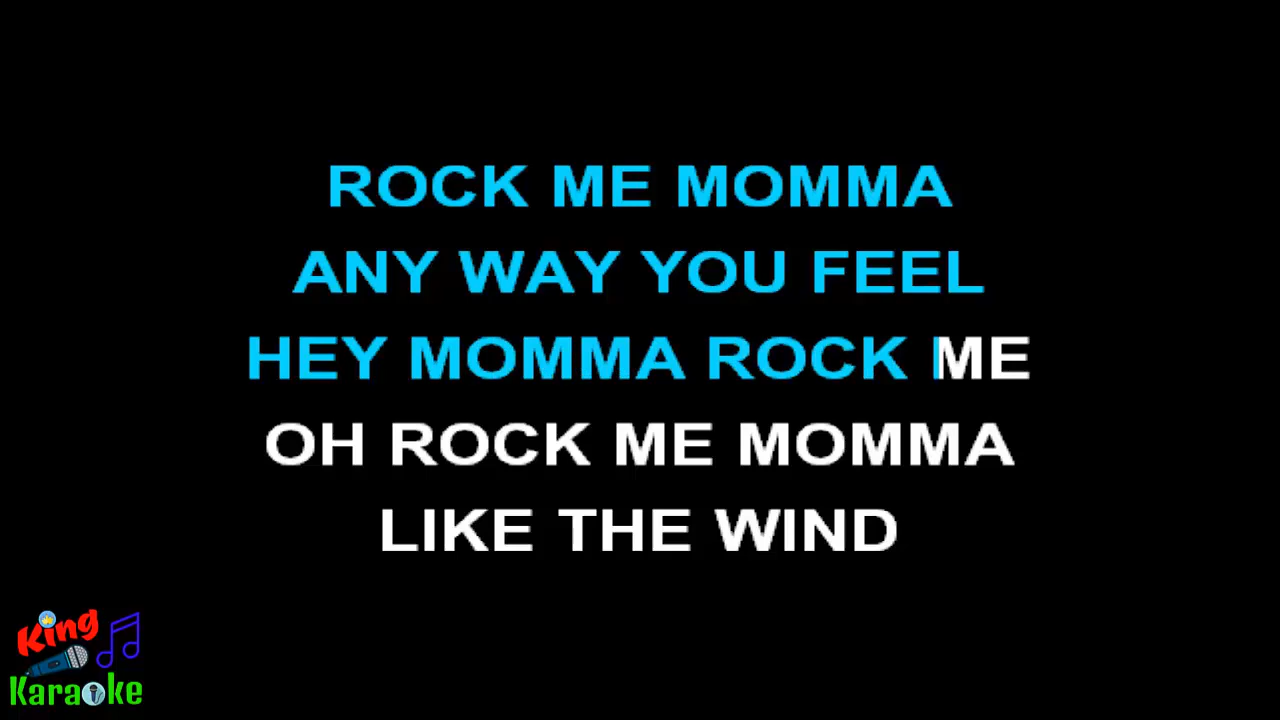 ROCK ME MOMMA
ANY WAY YOU FEEL
HEY MOMMA ROCK ME
OH ROCK ME MOMMA
LIKE THE WIND
King
Karaoke